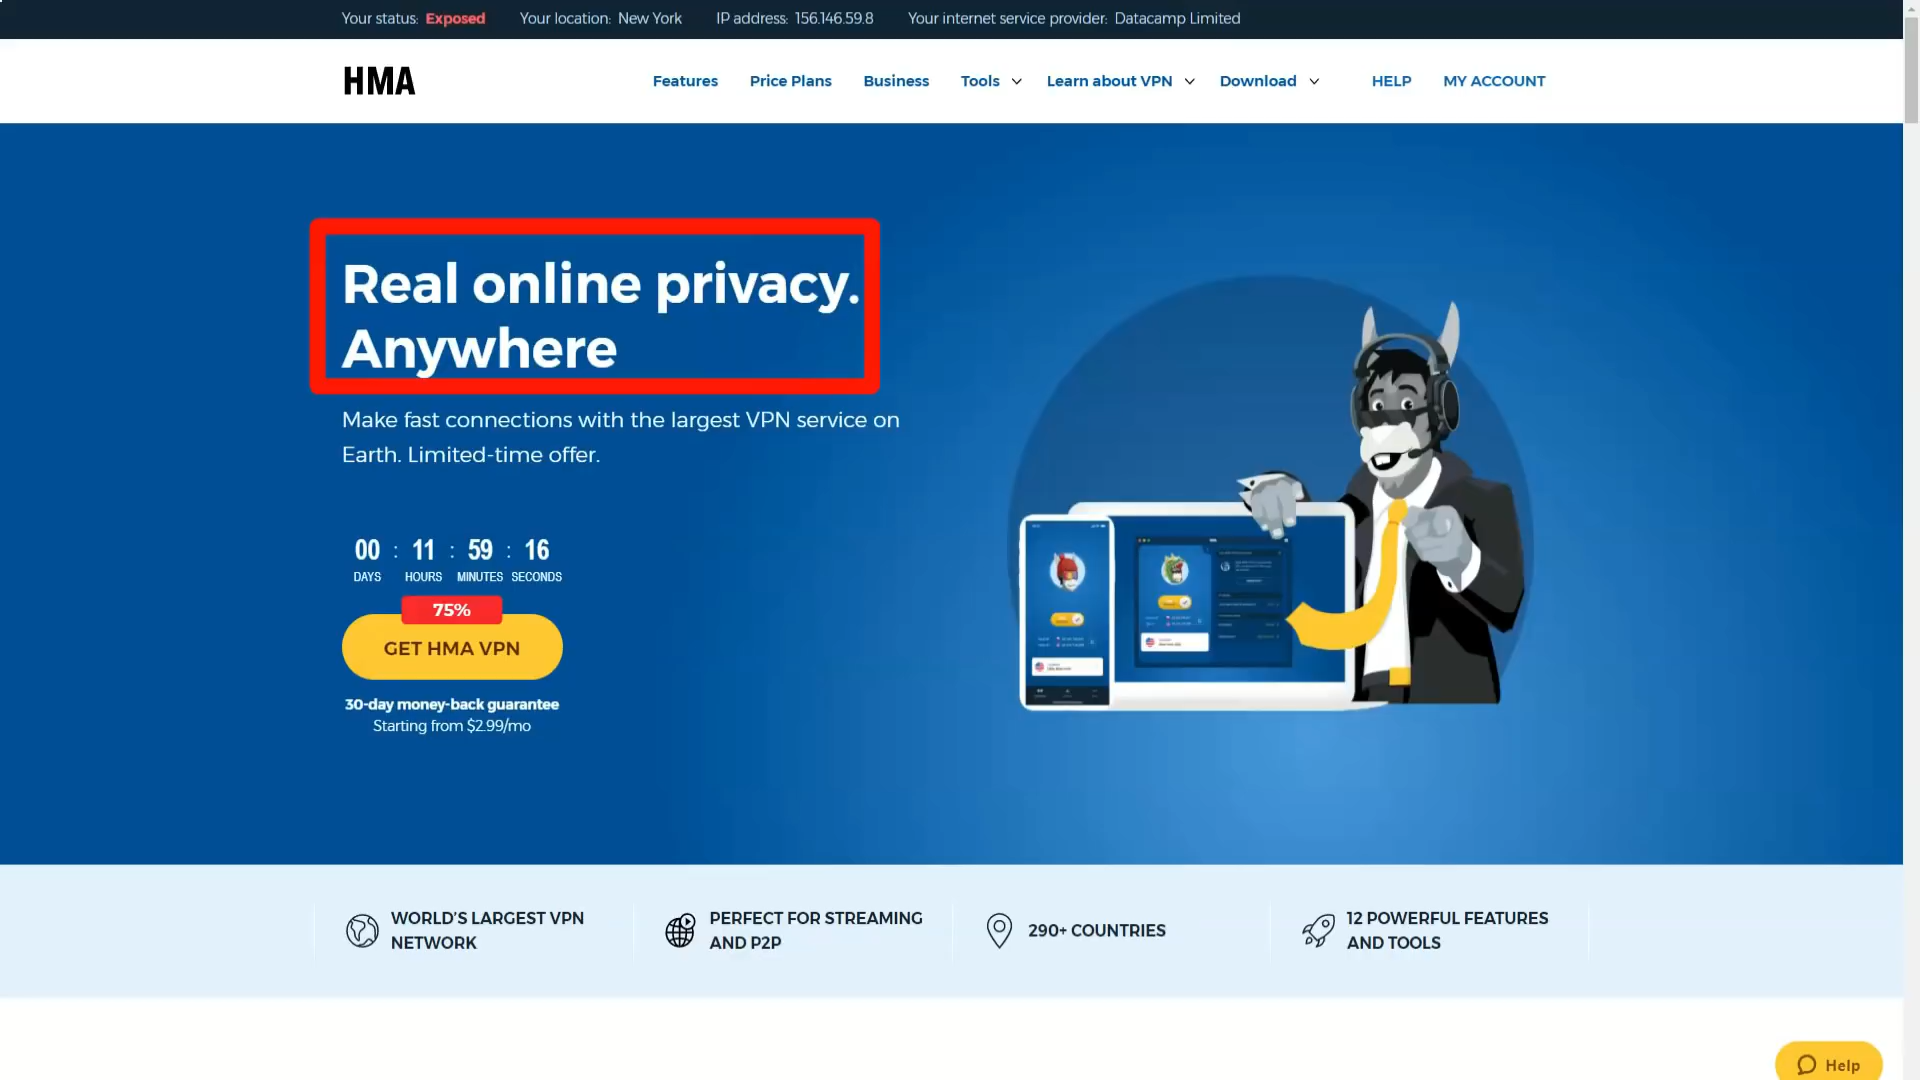 Your status: Exposed Your location: New York IP address: 156.146.59.8 Your internet service provider: Datacamp Limited
HMA Features Price Plans Business Tools Learn about VPN Download HELP MY ACCOUNT
Real online privacy.
Anywhere
Make fast connections with the largest VPN service on
Earth. Limited-time offer.
00 : 11 : 59 : 16
DAYS HOURS MINUTES SECONDS
75%
GET HMA VPN
30-day money-back guarantee
Starting from $2.99/mo
WORLD'S LARGEST VPN
NETWORK
PERFECT FOR STREAMING
AND P2P
290+ COUNTRIES
12 POWERFUL FEATURES
AND TOOLS
Help